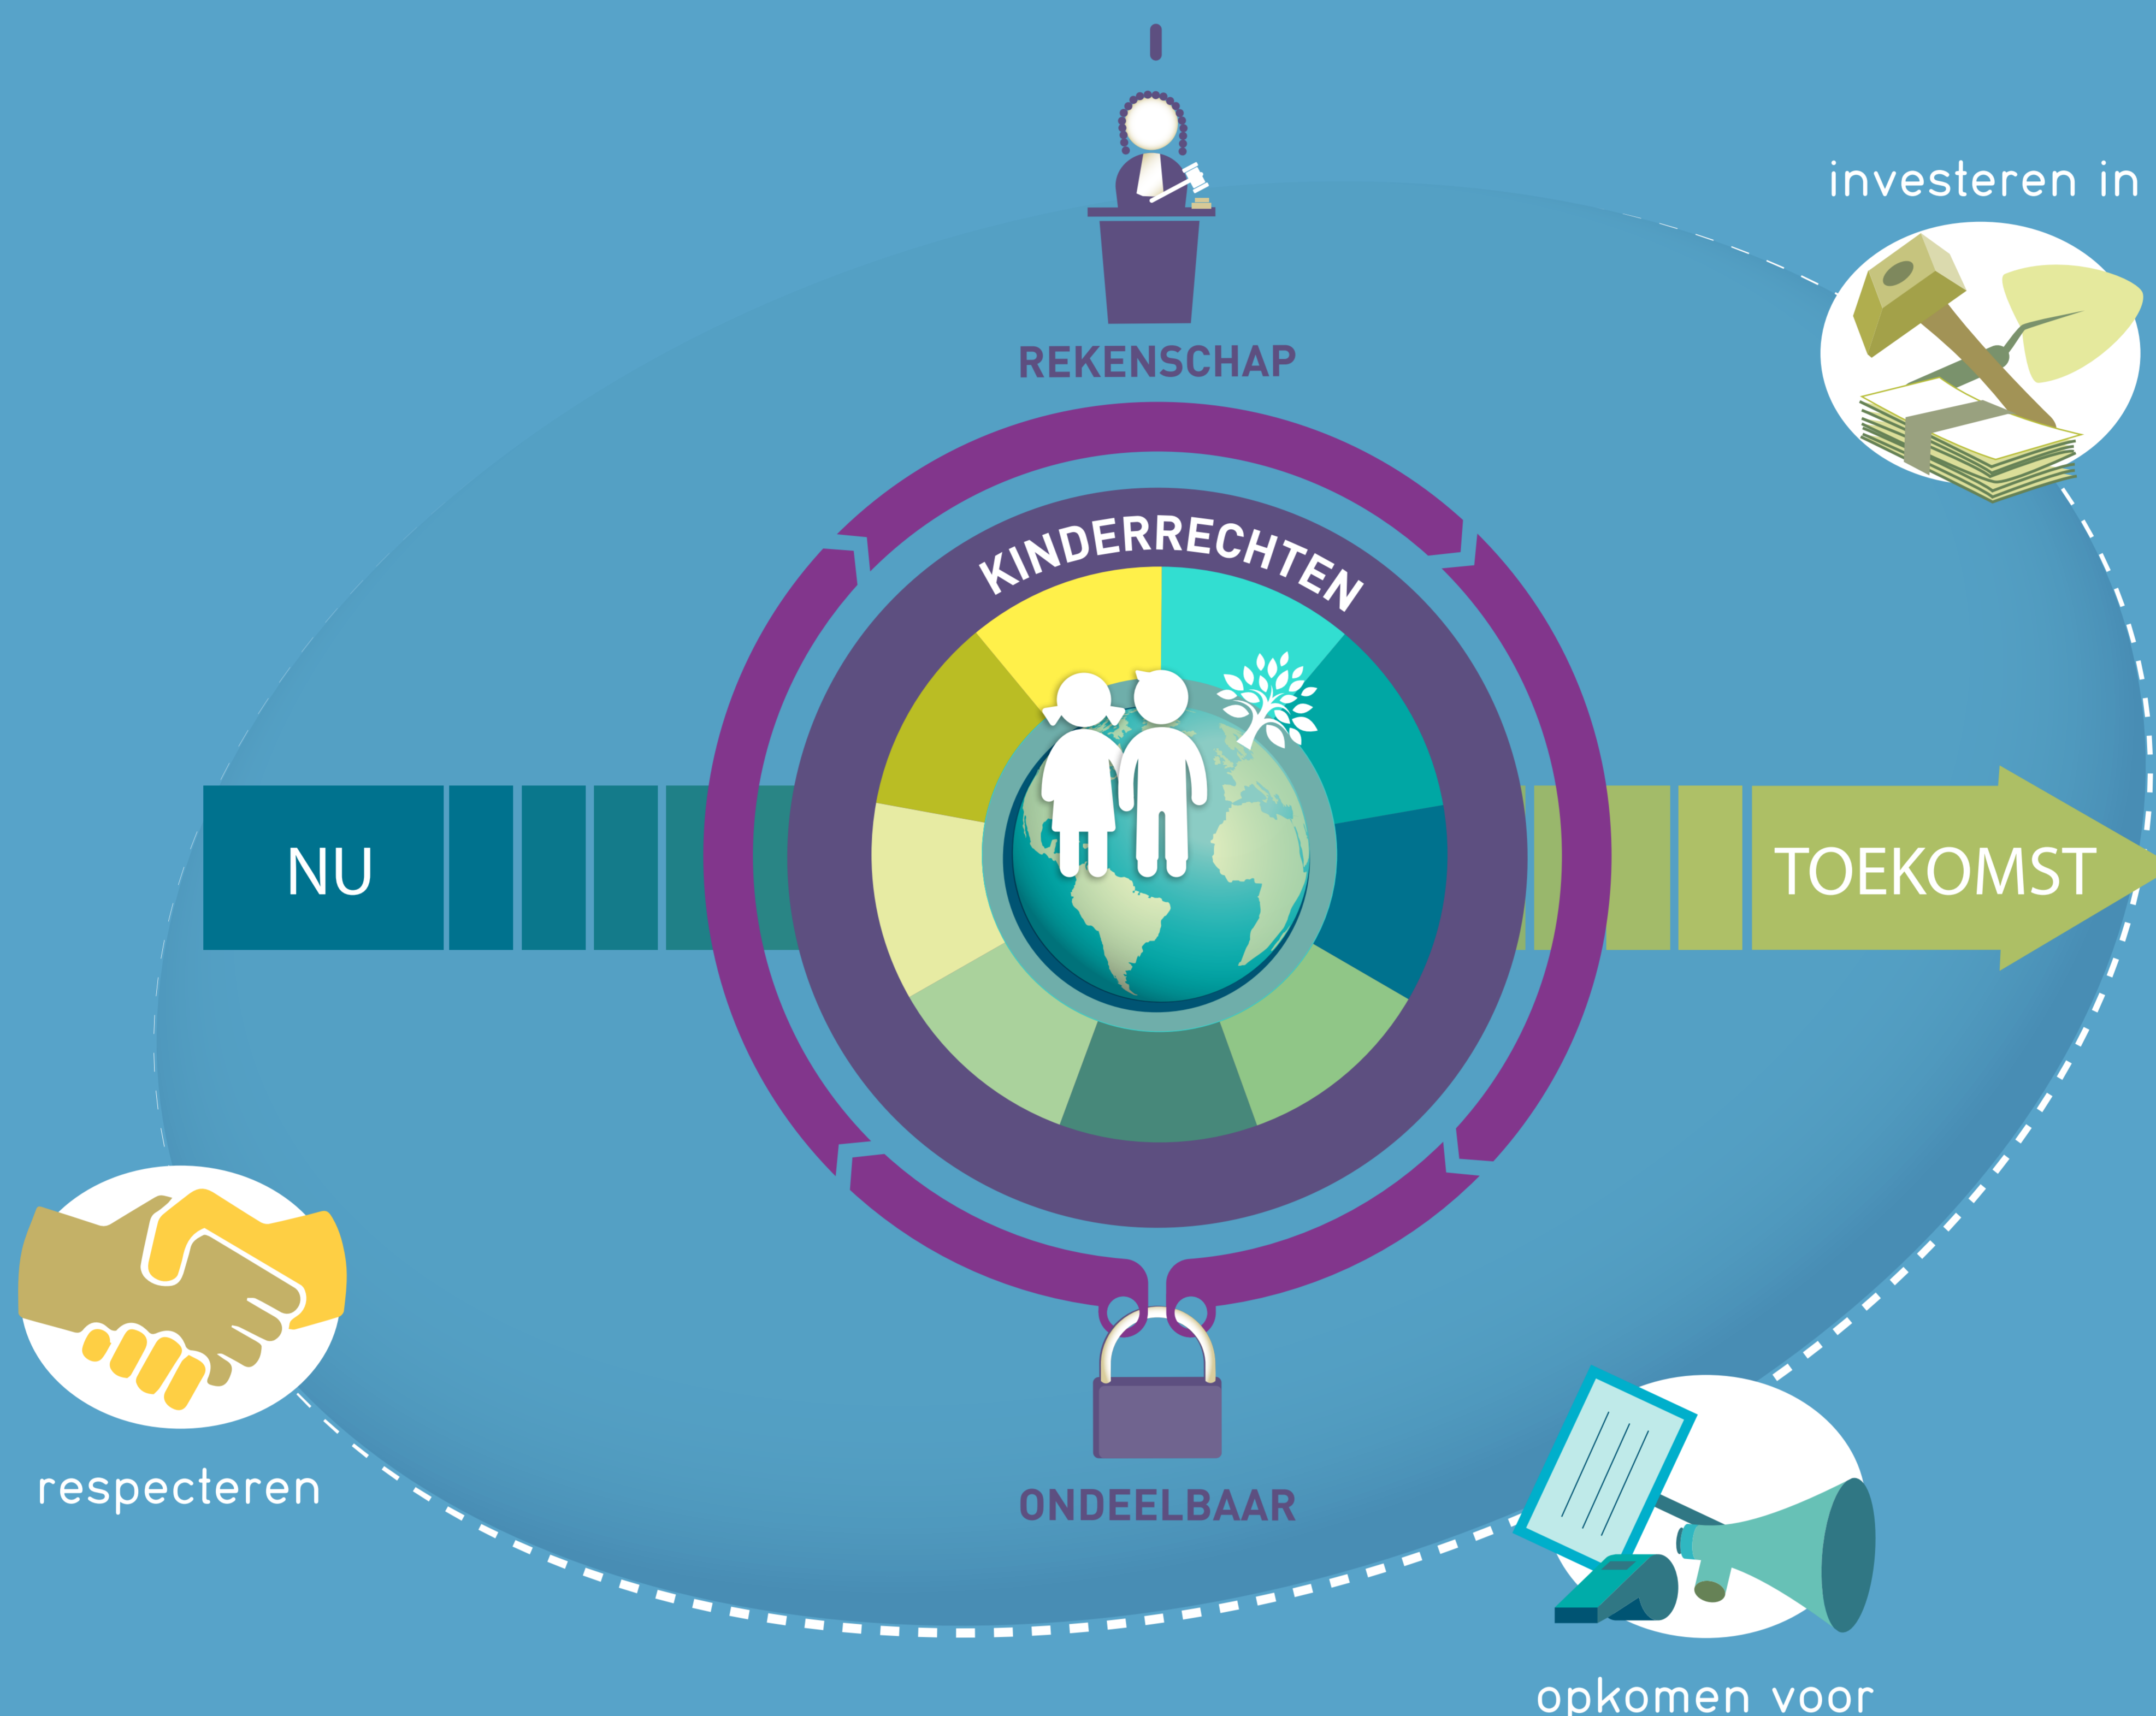 investeren in
REKENSCHAP
KINDERRECHTEN
NU
TOEKOMST
respecteren
ONDEELBAAR
opkomen voor